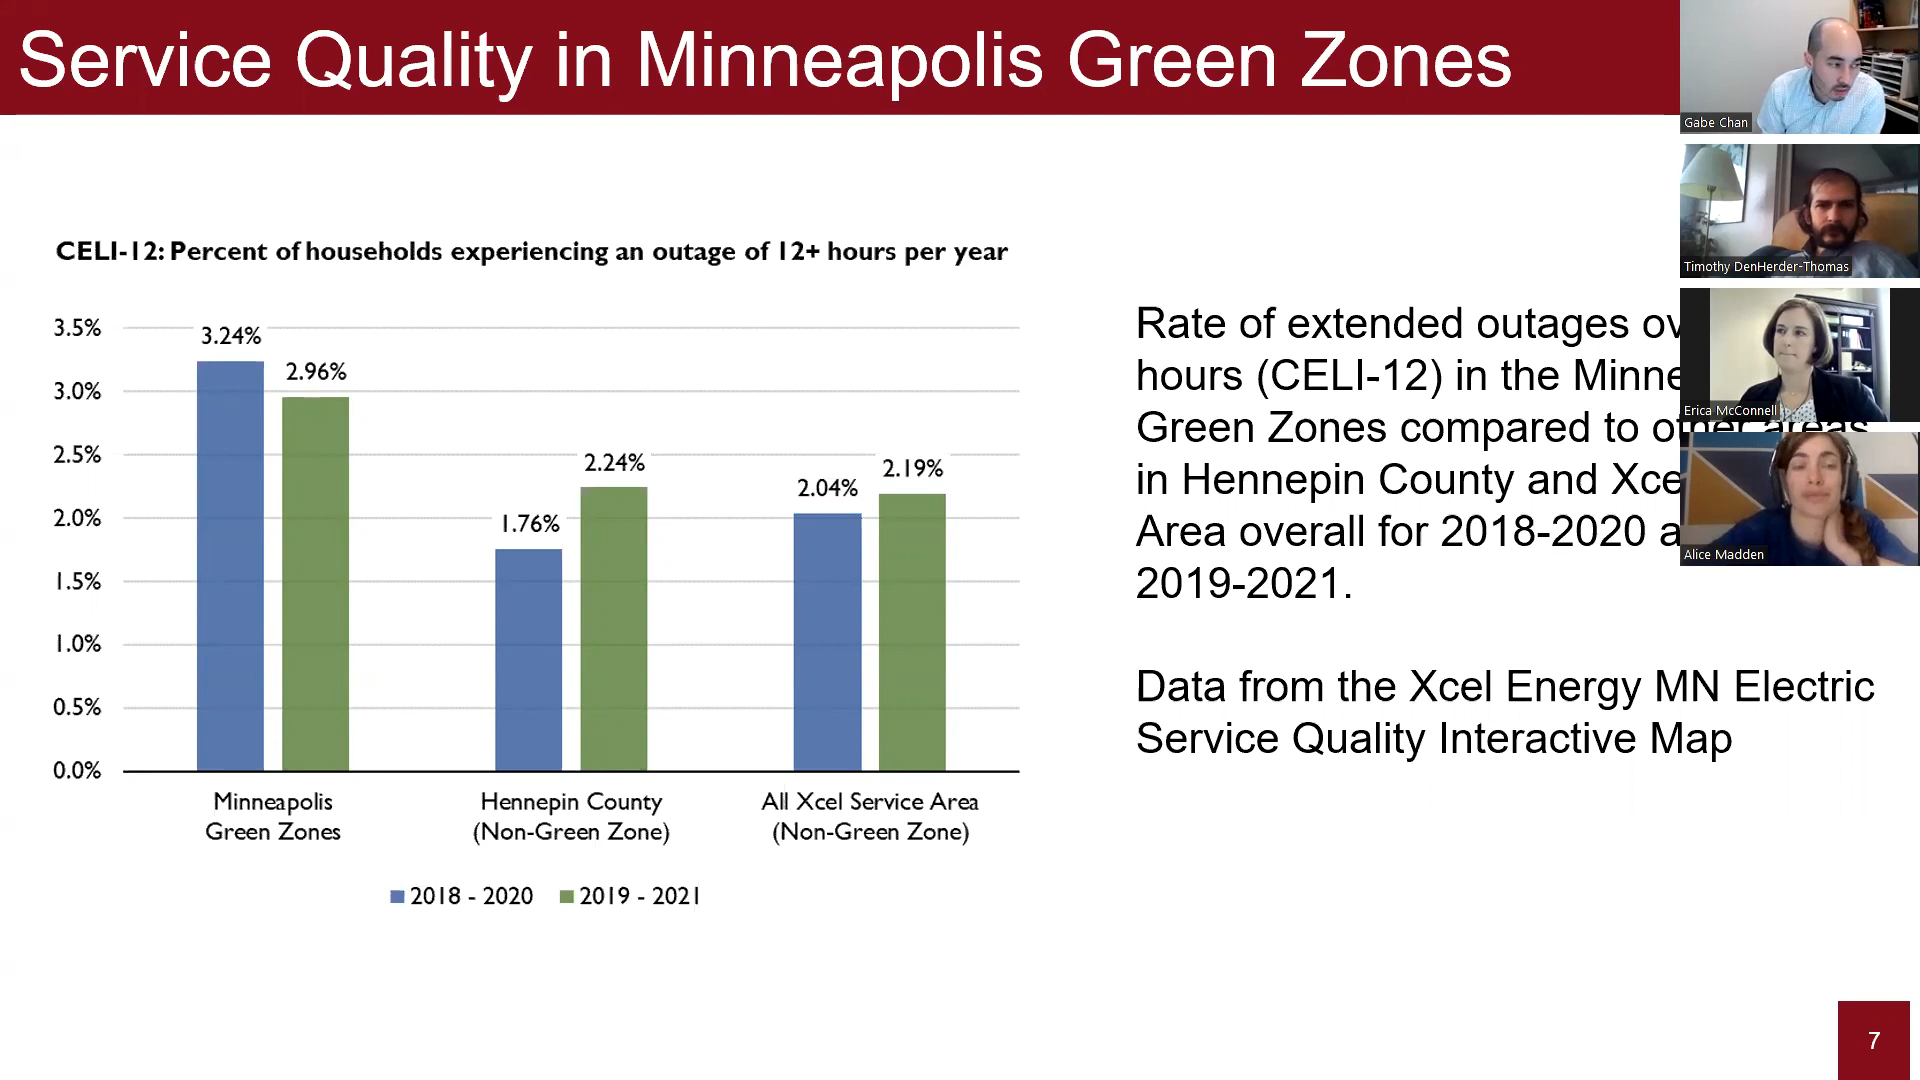 Service Quality in Minneapolis Green Zones
Gabe Chan
Timothy DenHerder-Thomas
Erica McConnell
Alice Madden
CELI-12: Percent of households experiencing an outage of 12+ hours per year
3.5%
3.0%
2.5%
2.0%
1.5%
1.0%
0.5%
0.0%
3.24%
2.96%
1.76%
2.24%
2.04%
2.19%
Minneapolis
Green Zones
Hennepin County
(Non-Green Zone)
All Xcel Service Area
(Non-Green Zone)
2018 - 2020
2019 - 2021
Rate of extended outages
hours (CELI-12) in the
Green Zones compared to other areas
in Hennepin County and
Area overall for 2018-2020
2019-2021.
Data from the Xcel Energy MN Electric
Service Quality Interactive Map
7